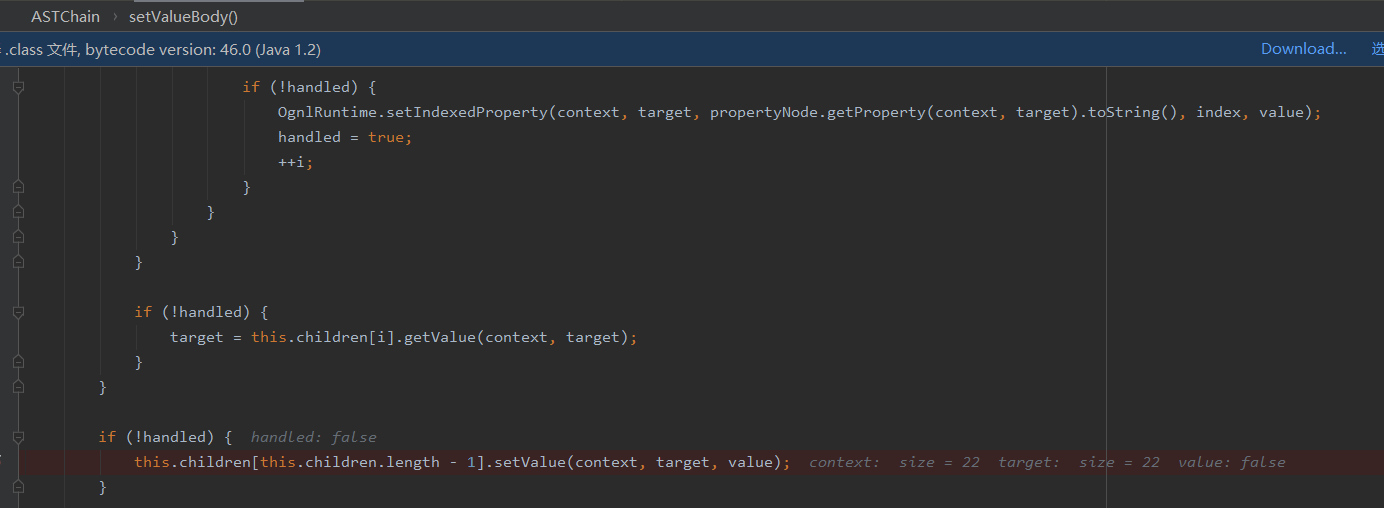 ASTChain › setValueBody()
.class 文件, bytecode version: 46.0 (Java 1.2) Download... 选
if (!handled) {
OgnlRuntime.setIndexedProperty(context, target, propertyNode.getProperty(context, target).toString(), index, value);
handled = true;
++i;
}
}
}
}
if (!handled) {
target = this.children[i].getValue(context, target);
}
}
if (!handled) { handled: false
this.children[this.children.length - 1].setValue(context, target, value); context: size = 22 target: size = 22 value: false
}